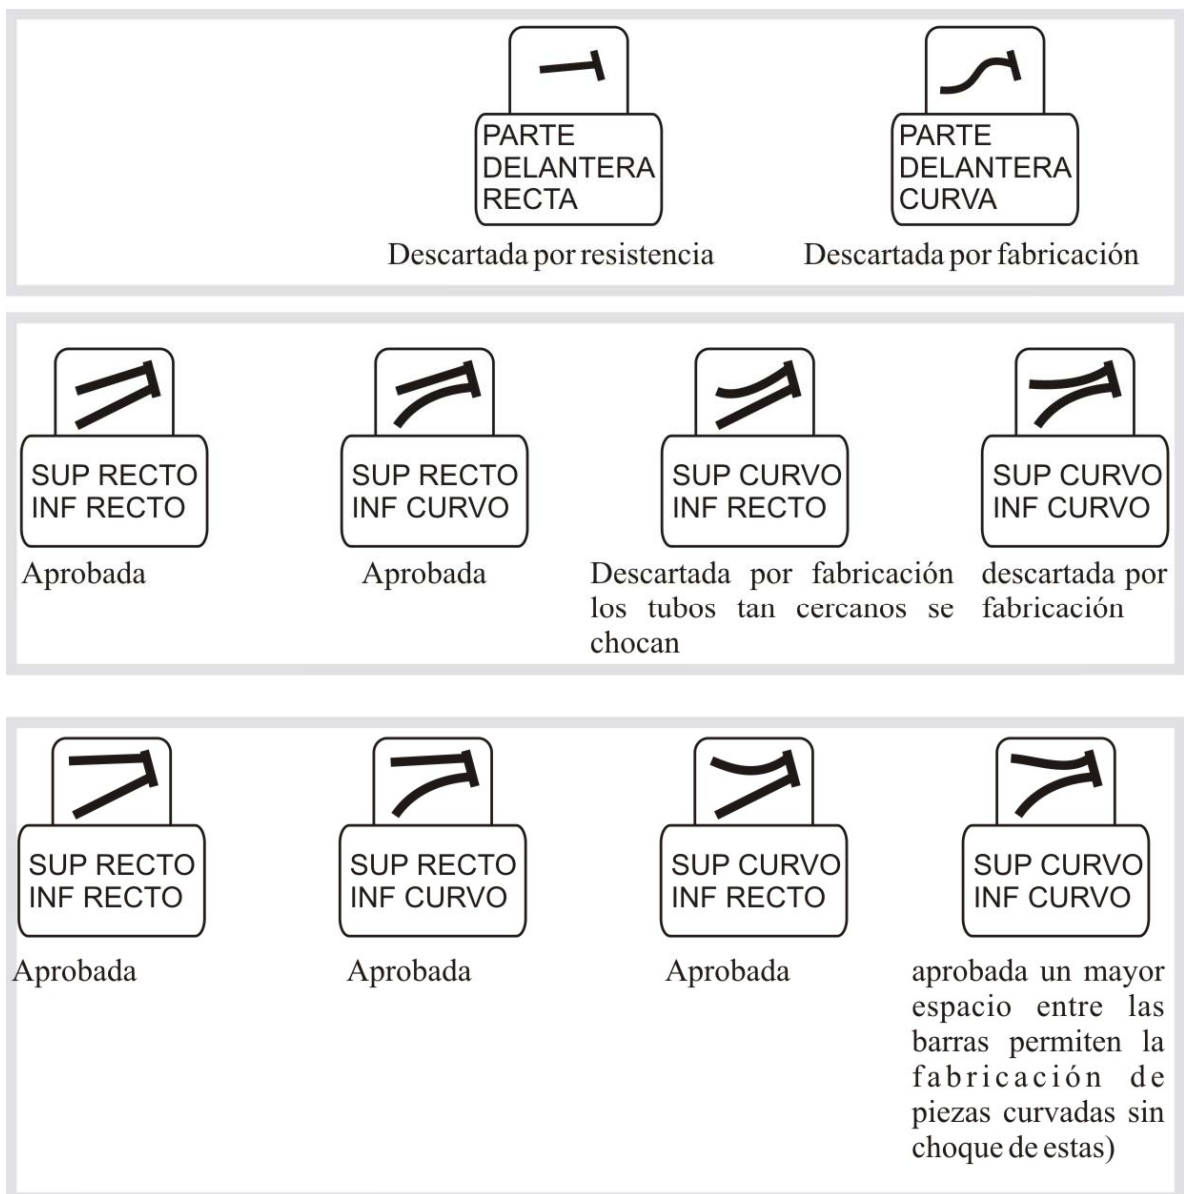 PARTE
DELANTERA
RECTA
Descartada por resistencia
PARTE
DELANTERA
CURVA
Descartada por fabricación
SUP RECTO
INF RECTO
Aprobada
SUP RECTO
INF CURVO
Aprobada
SUP CURVO
INF RECTO
Descartada por fabricación
los tubos tan cercanos se
chocan
SUP CURVO
INF CURVO
descartada por
fabricación
SUP RECTO
INF RECTO
Aprobada
SUP RECTO
INF CURVO
Aprobada
SUP CURVO
INF RECTO
Aprobada
SUP CURVO
INF CURVO
aprobada un mayor
espacio entre las
barras permiten la
fabricación de
piezas curvadas sin
choque de estas)